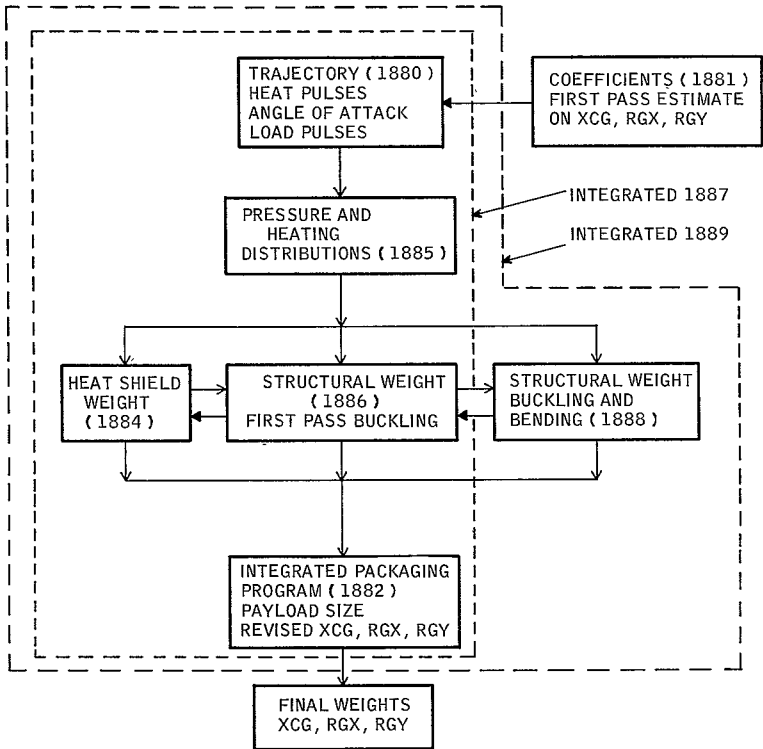 TRAJECTORY (1880)
HEAT PULSES
ANGLE OF ATTACK
LOAD PULSES
COEFFICIENTS (1881)
FIRST PASS ESTIMATE
ON XCG, RGX, RGY
PRESSURE AND
HEATING
DISTRIBUTIONS (1885)
INTEGRATED 1887
INTEGRATED 1889
HEAT SHIELD
WEIGHT
(1884)
STRUCTURAL WEIGHT
(1886)
FIRST PASS BUCKLING
STRUCTURAL WEIGHT
BUCKLING AND
BENDING (1888)
INTEGRATED PACKAGING
PROGRAM (1882)
PAYLOAD SIZE
REVISED XCG, RGX, RGY
FINAL WEIGHTS
XCG, RGX, RGY